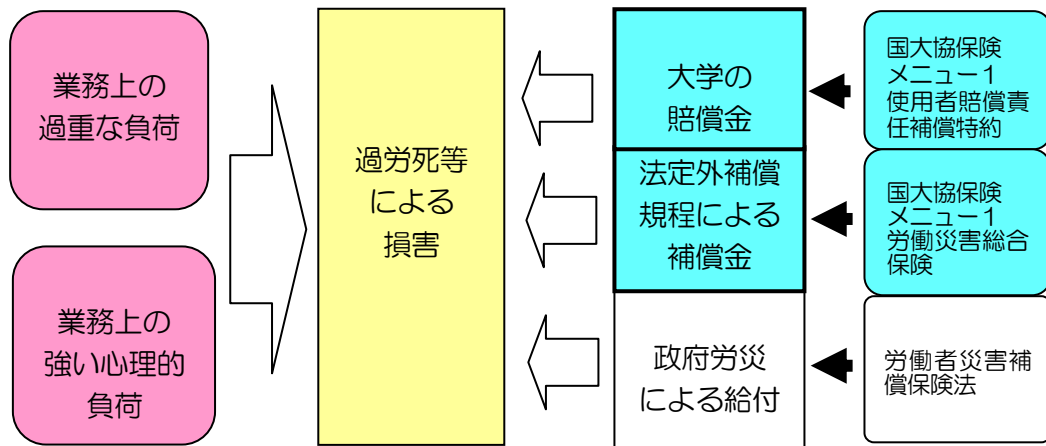 業務上の
過重な負荷
業務上の
強い心理的
負荷
過労死等
による
損害
大学の
賠償金
法定外補償
規程による
補償金
政府労災
による給付
国大協保険
メニュー１
使用者賠償責
任補償特約
国大協保険
メニュー１
労働災害総合
保険
労働者災害補
償保険法